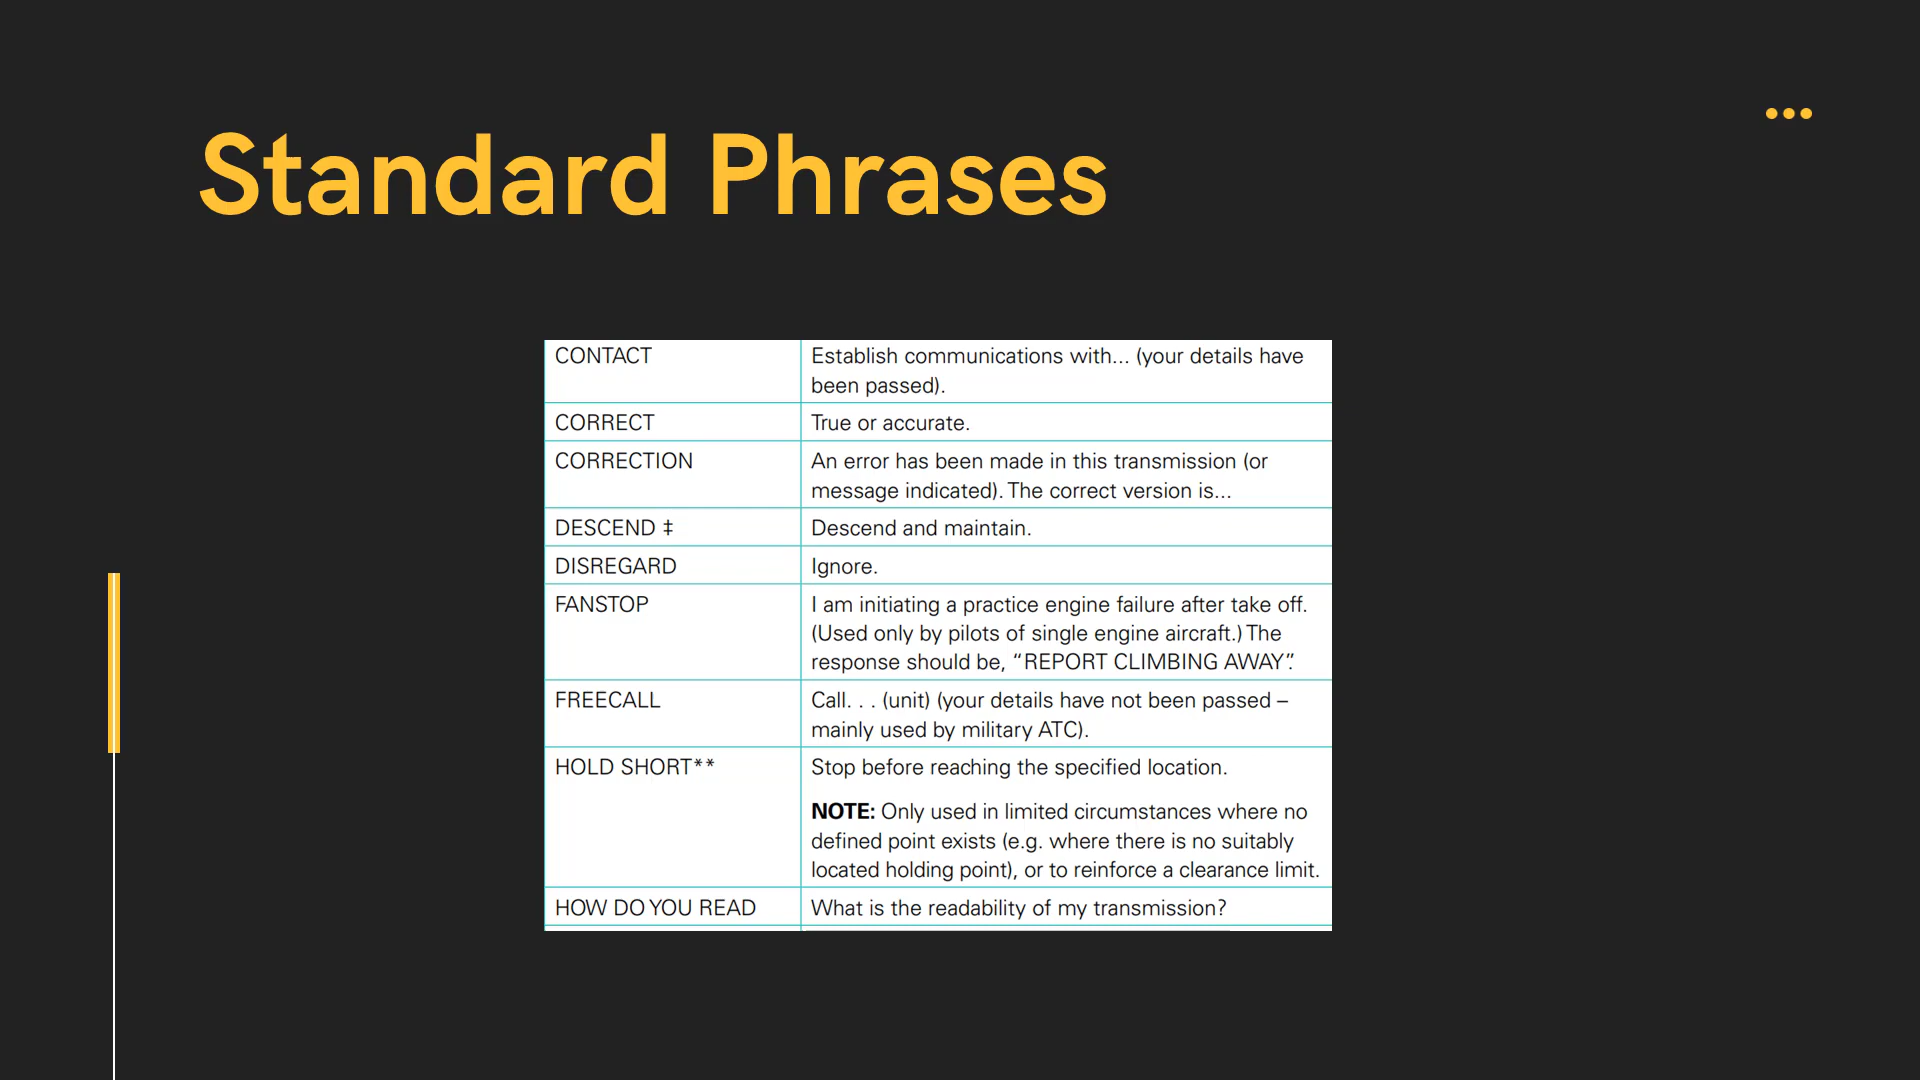 Standard Phrases
CONTACT
Establish communications with... (your details have
been passed).
CORRECT
True or accurate.
CORRECTION
An error has been made in this transmission (or
message indicated). The correct version is...
DESCEND ‡
Descend and maintain.
DISREGARD
Ignore.
FANSTOP
I am initiating a practice engine failure after take off.
(Used only by pilots of single engine aircraft.) The
response should be, “REPORT CLIMBING AWAY”.
FREECALL
Call. . . (unit) (your details have not been passed –
mainly used by military ATC).
HOLD SHORT**
Stop before reaching the specified location.
NOTE: Only used in limited circumstances where no
defined point exists (e.g. where there is no suitably
located holding point), or to reinforce a clearance limit.
HOW DO YOU READ
What is the readability of my transmission?